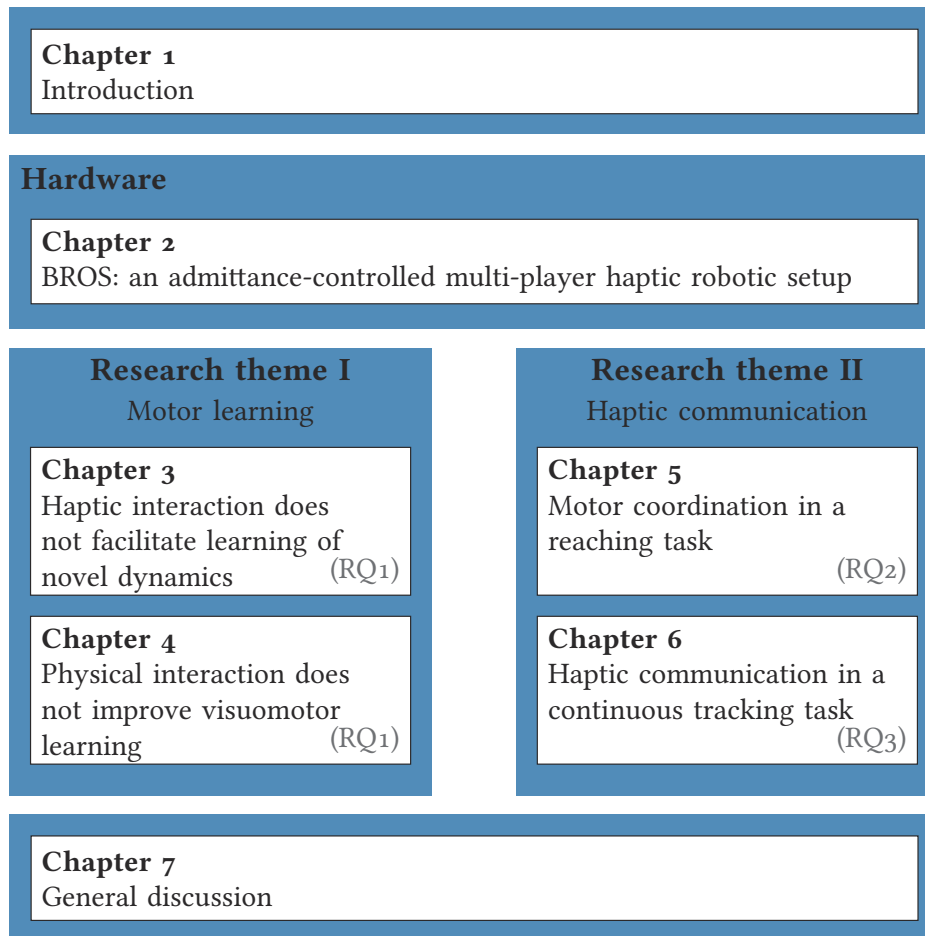 Chapter 1
Introduction
Hardware
Chapter 2
BROS: an admittance-controlled multi-player haptic robotic setup
Research theme I
Motor learning
Chapter 3
Haptic interaction does
not facilitate learning of
novel dynamics (RQ1)
Chapter 4
Physical interaction does
not improve visuomotor
learning (RQ1)
Research theme II
Haptic communication
Chapter 5
Motor coordination in a
reaching task
(RQ2)
Chapter 6
Haptic communication in a
continuous tracking task
(RQ3)
Chapter 7
General discussion